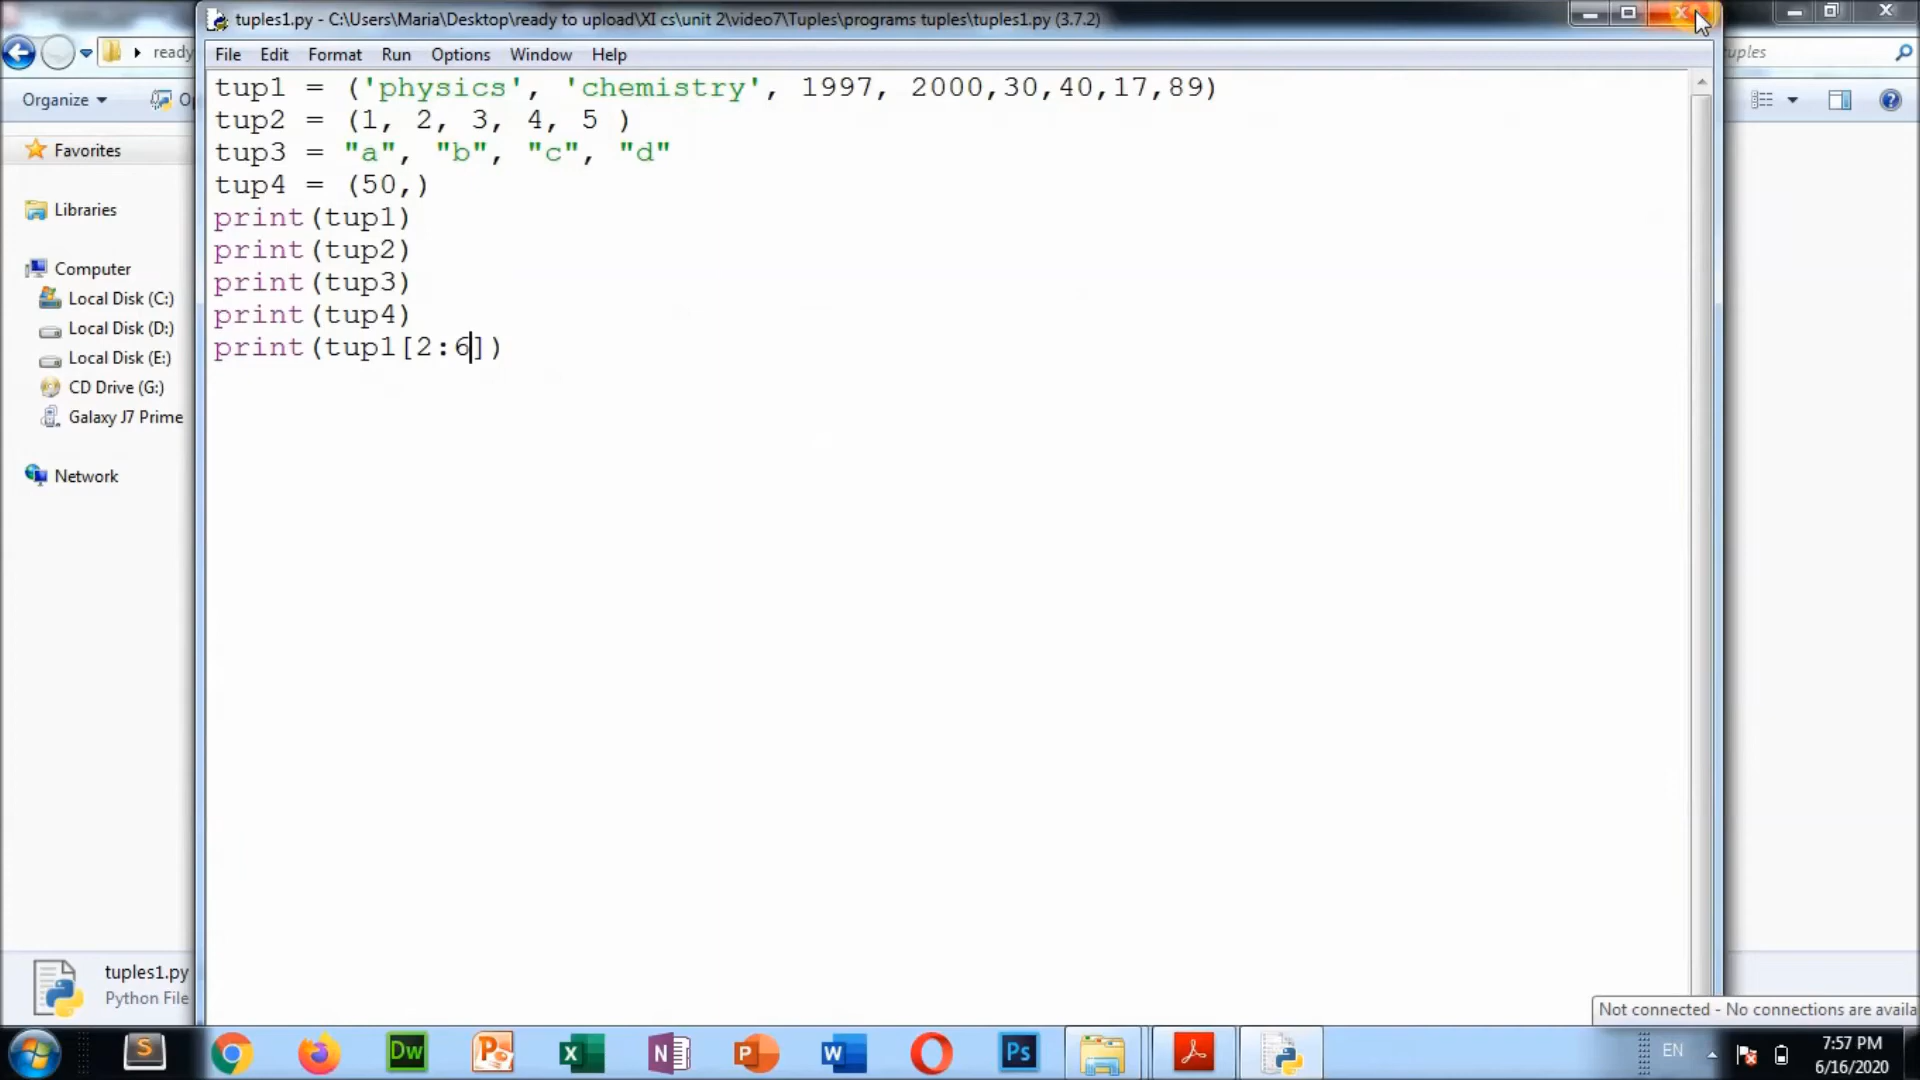 tuples1.py - C:\Users\Maria\Desktop\ready to upload\XI cs\unit 2\video7\Tuples\programs tuples\tuples1.py (3.7.2)
ready
tuples
File Edit Format Run Options Window Help
Organize
Favorites
Libraries
Computer
Local Disk (C:)
Local Disk (D:)
Local Disk (E:)
CD Drive (G:)
Galaxy J7 Prime
Network
tup1 = ('physics', 'chemistry', 1997, 2000,30,40,17,89)
tup2 = (1, 2, 3, 4, 5 )
tup3 = "a", "b", "c", "d"
tup4 = (50,)
print(tup1)
print(tup2)
print(tup3)
print(tup4)
print(tup1[2:6])
tuples1.py
Python File
Not connected - No connections are availa
S
Dw
P
X
N
P
W
Ps
EN
7:57 PM
6/16/2020